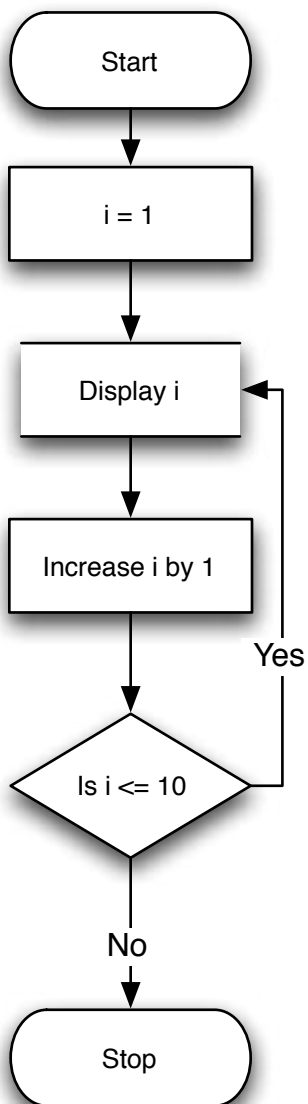 Start
i = 1
Display i
Increase i by 1
Yes
Is i <= 10
No
Stop